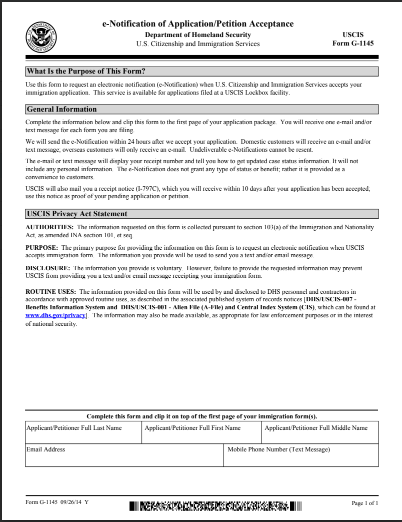 e-Notification of Application/Petition Acceptance
Department of Homeland Security
U.S. Citizenship and Immigration Services
USCIS
Form G-1145
What Is the Purpose of This Form?
Use this form to request an electronic notification (e-Notification) when U.S. Citizenship and Immigration Services accepts your
immigration application. This service is available for applications filed at a USCIS Lockbox facility.
General Information
Complete the information below and clip this form to the first page of your application package. You will receive one e-mail and/or
text message for each form you are filing.
We will send the e-Notification within 24 hours after we accept your application. Domestic customers will receive an e-mail and/or
text message; overseas customers will only receive an e-mail. Undeliverable e-Notifications cannot be resent.
The e-mail or text message will display your receipt number and tell you how to get updated case status information. It will not
include any personal information. The e-Notification does not grant any type of status or benefit; rather it is provided as a
convenience to customers.
USCIS will also mail you a receipt notice (I-797C), which you will receive within 10 days after your application has been accepted;
use this notice as proof of your pending application or petition.
USCIS Privacy Act Statement
AUTHORITIES: The information requested on this form is collected pursuant to section 103(a) of the Immigration and Nationality
Act, as amended INA section 101, et seq.
PURPOSE: The primary purpose for providing the information on this form is to request an electronic notification when USCIS
accepts immigration form. The information you provide will be used to send you a text and/or email message.
DISCLOSURE: The information you provide is voluntary. However, failure to provide the requested information may prevent
USCIS from providing you a text and/or email message receipting your immigration form.
ROUTINE USES: The information provided on this form will be used by and disclosed to DHS personnel and contractors in
accordance with approved routine uses, as described in the associated published system of records notices [DHS/USCIS-007 -
Benefits Information System and DHS/USCIS-001 - Alien File (A-File) and Central Index System (CIS), which can be found at
www.dhs.gov/privacy] The information may also be made available, as appropriate for law enforcement purposes or in the interest
of national security.
Complete this form and clip it on top of the first page of your immigration form(s).
Applicant/Petitioner Full Last Name
Applicant/Petitioner Full First Name
Applicant/Petitioner Full Middle Name
Email Address
Mobile Phone Number (Text Message)
Form G-1145 09/26/14 Y
Page 1 of 1